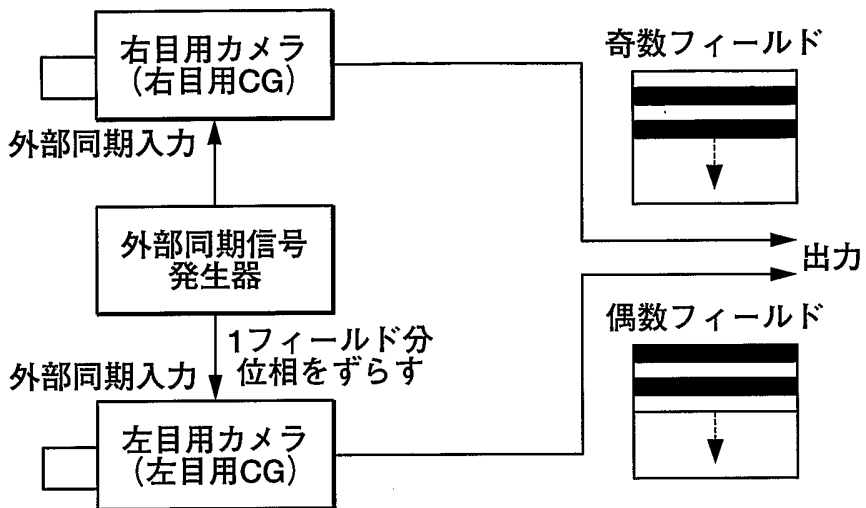 右目用カメラ
（右目用CG）
奇数フィールド
外部同期入力
外部同期信号
発生器
出力
1フィールド分
位相をずらす
外部同期入力
偶数フィールド
左目用カメラ
（左目用CG）